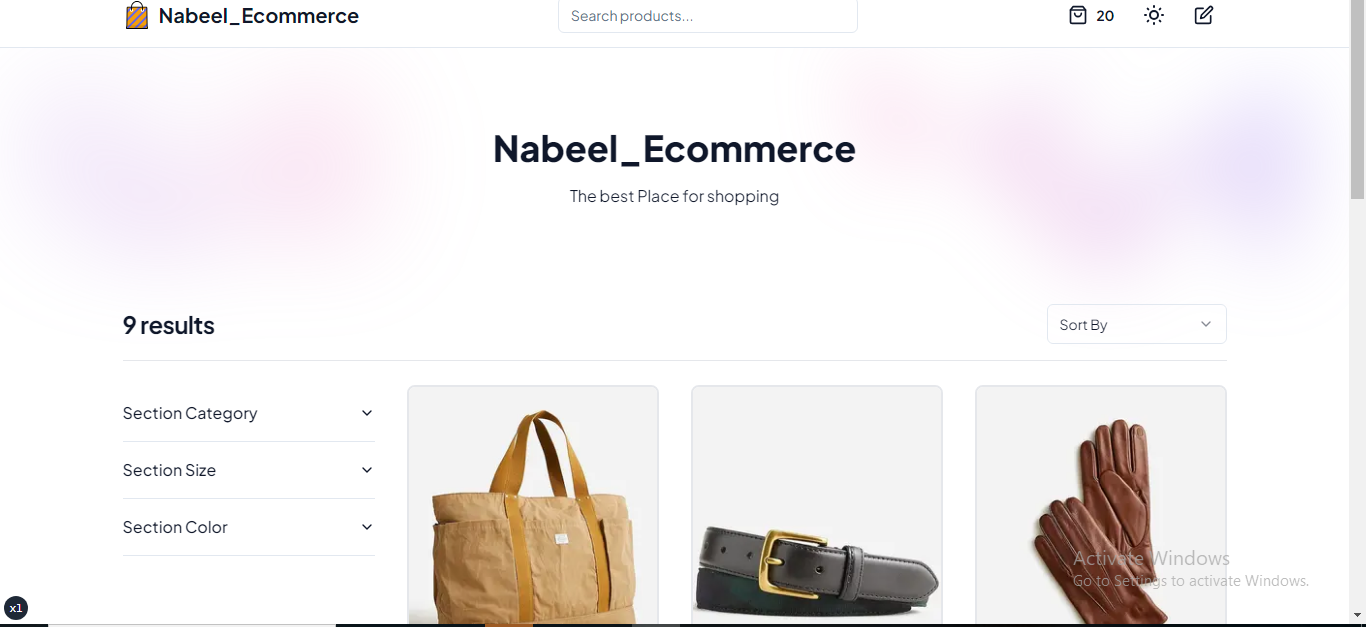 Nabeel_Ecommerce
Search products...
20
Nabeel_Ecommerce
The best Place for shopping
9 results
Sort By
Section Category
Section Size
Section Color
Activate Windows
Go to Settings to activate Windows.
x1